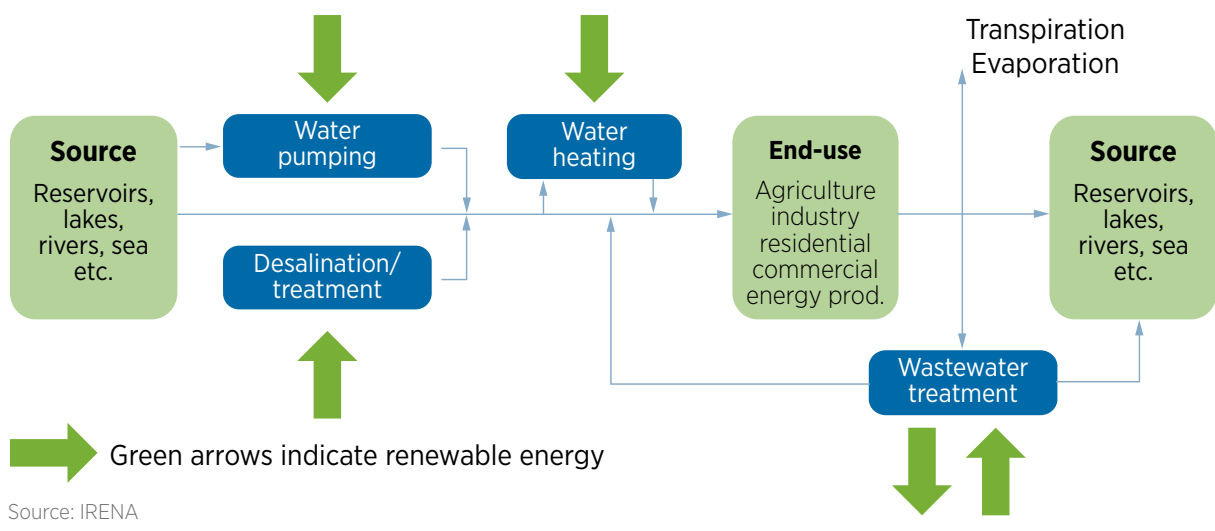 Transpiration
Evaporation
Source
Reservoirs,
lakes,
rivers, sea
etc.
Water
pumping
Desalination/
treatment
Water
heating
End-use
Agriculture
industry
residential
commercial
energy prod.
Source
Reservoirs,
lakes,
rivers, sea
etc.
Wastewater
treatment
Green arrows indicate renewable energy
Source: IRENA